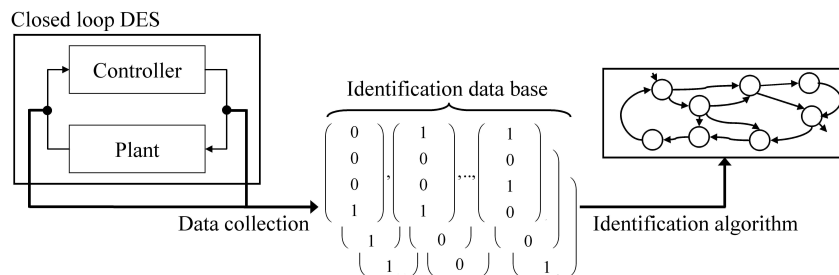 Closed loop DES
Controller
Plant
Data collection
Identification data base
0 1 1
0 0 0
0 , 0 ,..., 1
1 1 0
1 0 0
1 0 1
Identification algorithm